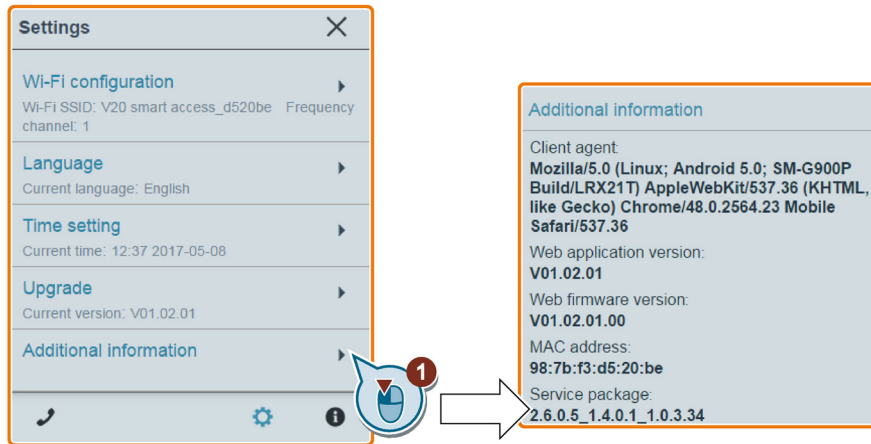 Settings
Wi-Fi configuration
Wi-Fi SSID: V20 smart access_d520be Frequency
channel: 1
Language
Current language: English
Time setting
Current time: 12:37 2017-05-08
Upgrade
Current version: V01.02.01
Additional information
1
Additional information
Client agent:
Mozilla/5.0 (Linux; Android 5.0; SM-G900P
Build/LRX21T) AppleWebKit/537.36 (KHTML,
like Gecko) Chrome/48.0.2564.23 Mobile
Safari/537.36
Web application version:
V01.02.01
Web firmware version:
V01.02.01.00
MAC address:
98:7b:f3:d5:20:be
Service package:
2.6.0.5_1.4.0.1_1.0.3.34